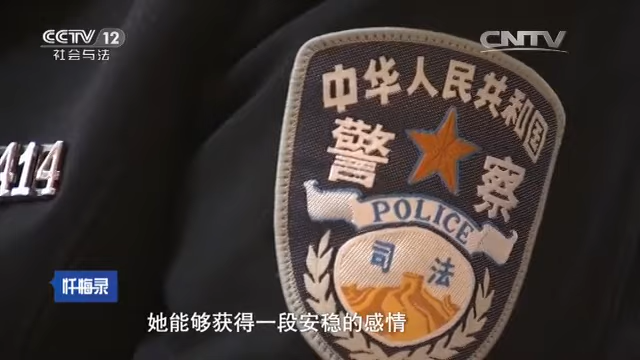 CCTV 12
社会与法
CNTV
中华人民共和国
警 察
414
POLICE
司 法
忏悔录
她能够获得一段安稳的感情